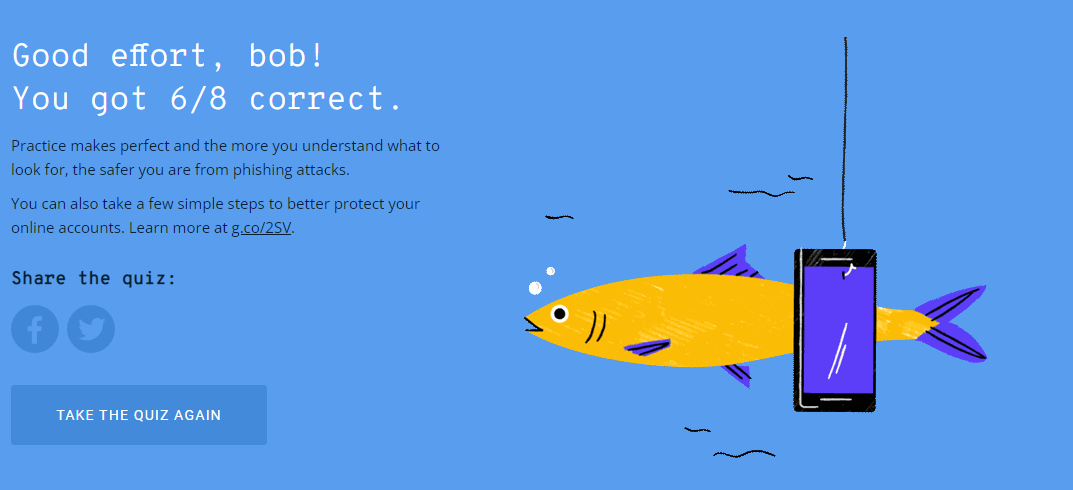 Good effort, bob!
You got 6/8 correct.
Practice makes perfect and the more you understand what to
look for, the safer you are from phishing attacks.
You can also take a few simple steps to better protect your
online accounts. Learn more at g.co/2SV.
Share the quiz:
TAKE THE QUIZ AGAIN